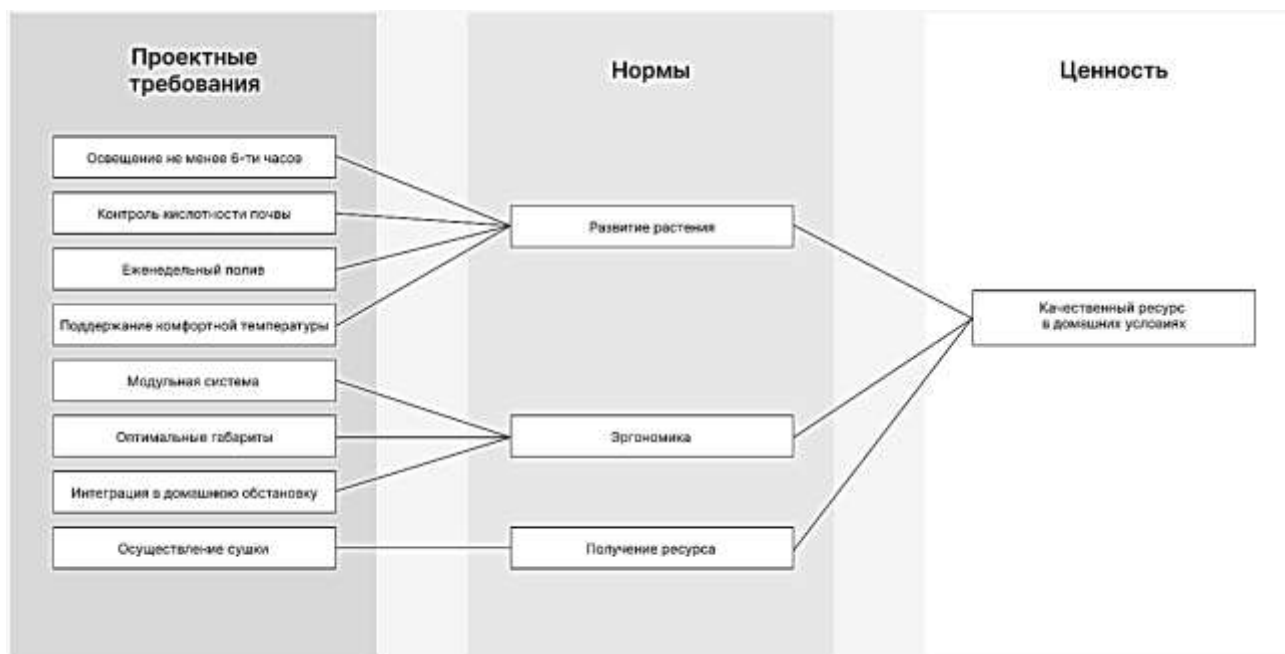 Проектные
требования
Нормы
Ценность
Освещение не менее 6-ти часов
Контроль кислотности почвы
Еженедельный полив
Поддержание комфортной температуры
Модульная система
Оптимальные габариты
Интеграция в домашнюю обстановку
Осуществление сушки
Развитие растения
Эргономика
Получение ресурса
Качественный ресурс
в домашних условиях